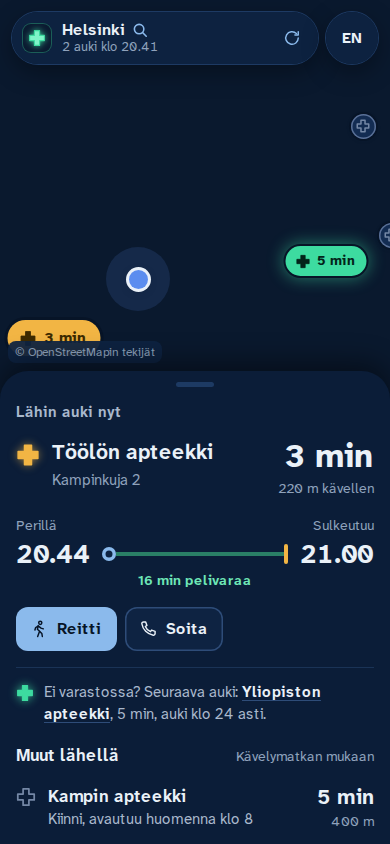 Helsinki
2 auki klo 20.41
EN
5 min
3 min
© OpenStreetMapin tekijät
Lähin auki nyt
Töölön apteekki
3 min
Kampinkuja 2
220 m kävellen
Perillä
Sulkeutuu
20.44
21.00
16 min pelivaraa
Reitti
Soita
Ei varastossa? Seuraava auki: Yliopiston
apteekki, 5 min, auki klo 24 asti.
Muut lähellä
Kävelymatkan mukaan
Kampin apteekki
5 min
Kiinni, avautuu huomenna klo 8
400 m